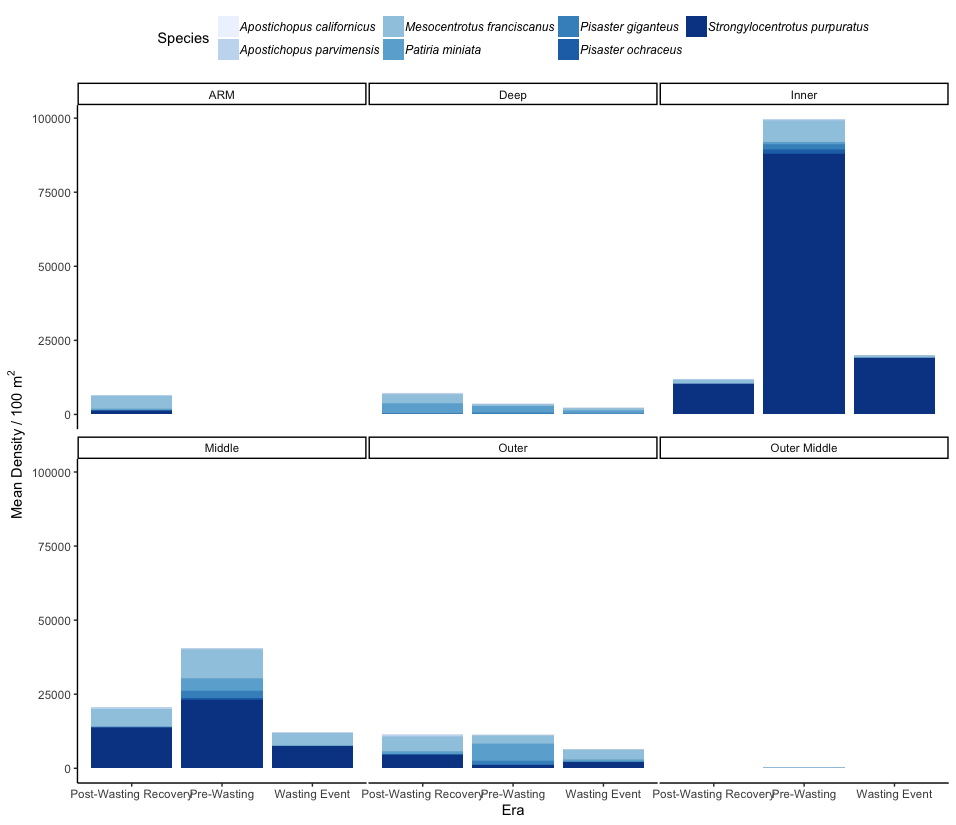 Species
Apostichopus californicus
Mesocentrotus franciscanus
Pisaster giganteus
Strongylocentrotus purpuratus
Apostichopus parvimensis
Patiria miniata
Pisaster ochraceus
ARM
Deep
Inner
100000
75000
50000
25000
0
Middle
Outer
Outer Middle
100000
75000
50000
25000
0
Mean Density / 100 m²
Post-Wasting Recovery
Pre-Wasting
Wasting Event
Post-Wasting Recovery
Pre-Wasting
Wasting Event
Post-Wasting Recovery
Pre-Wasting
Wasting Event
Era